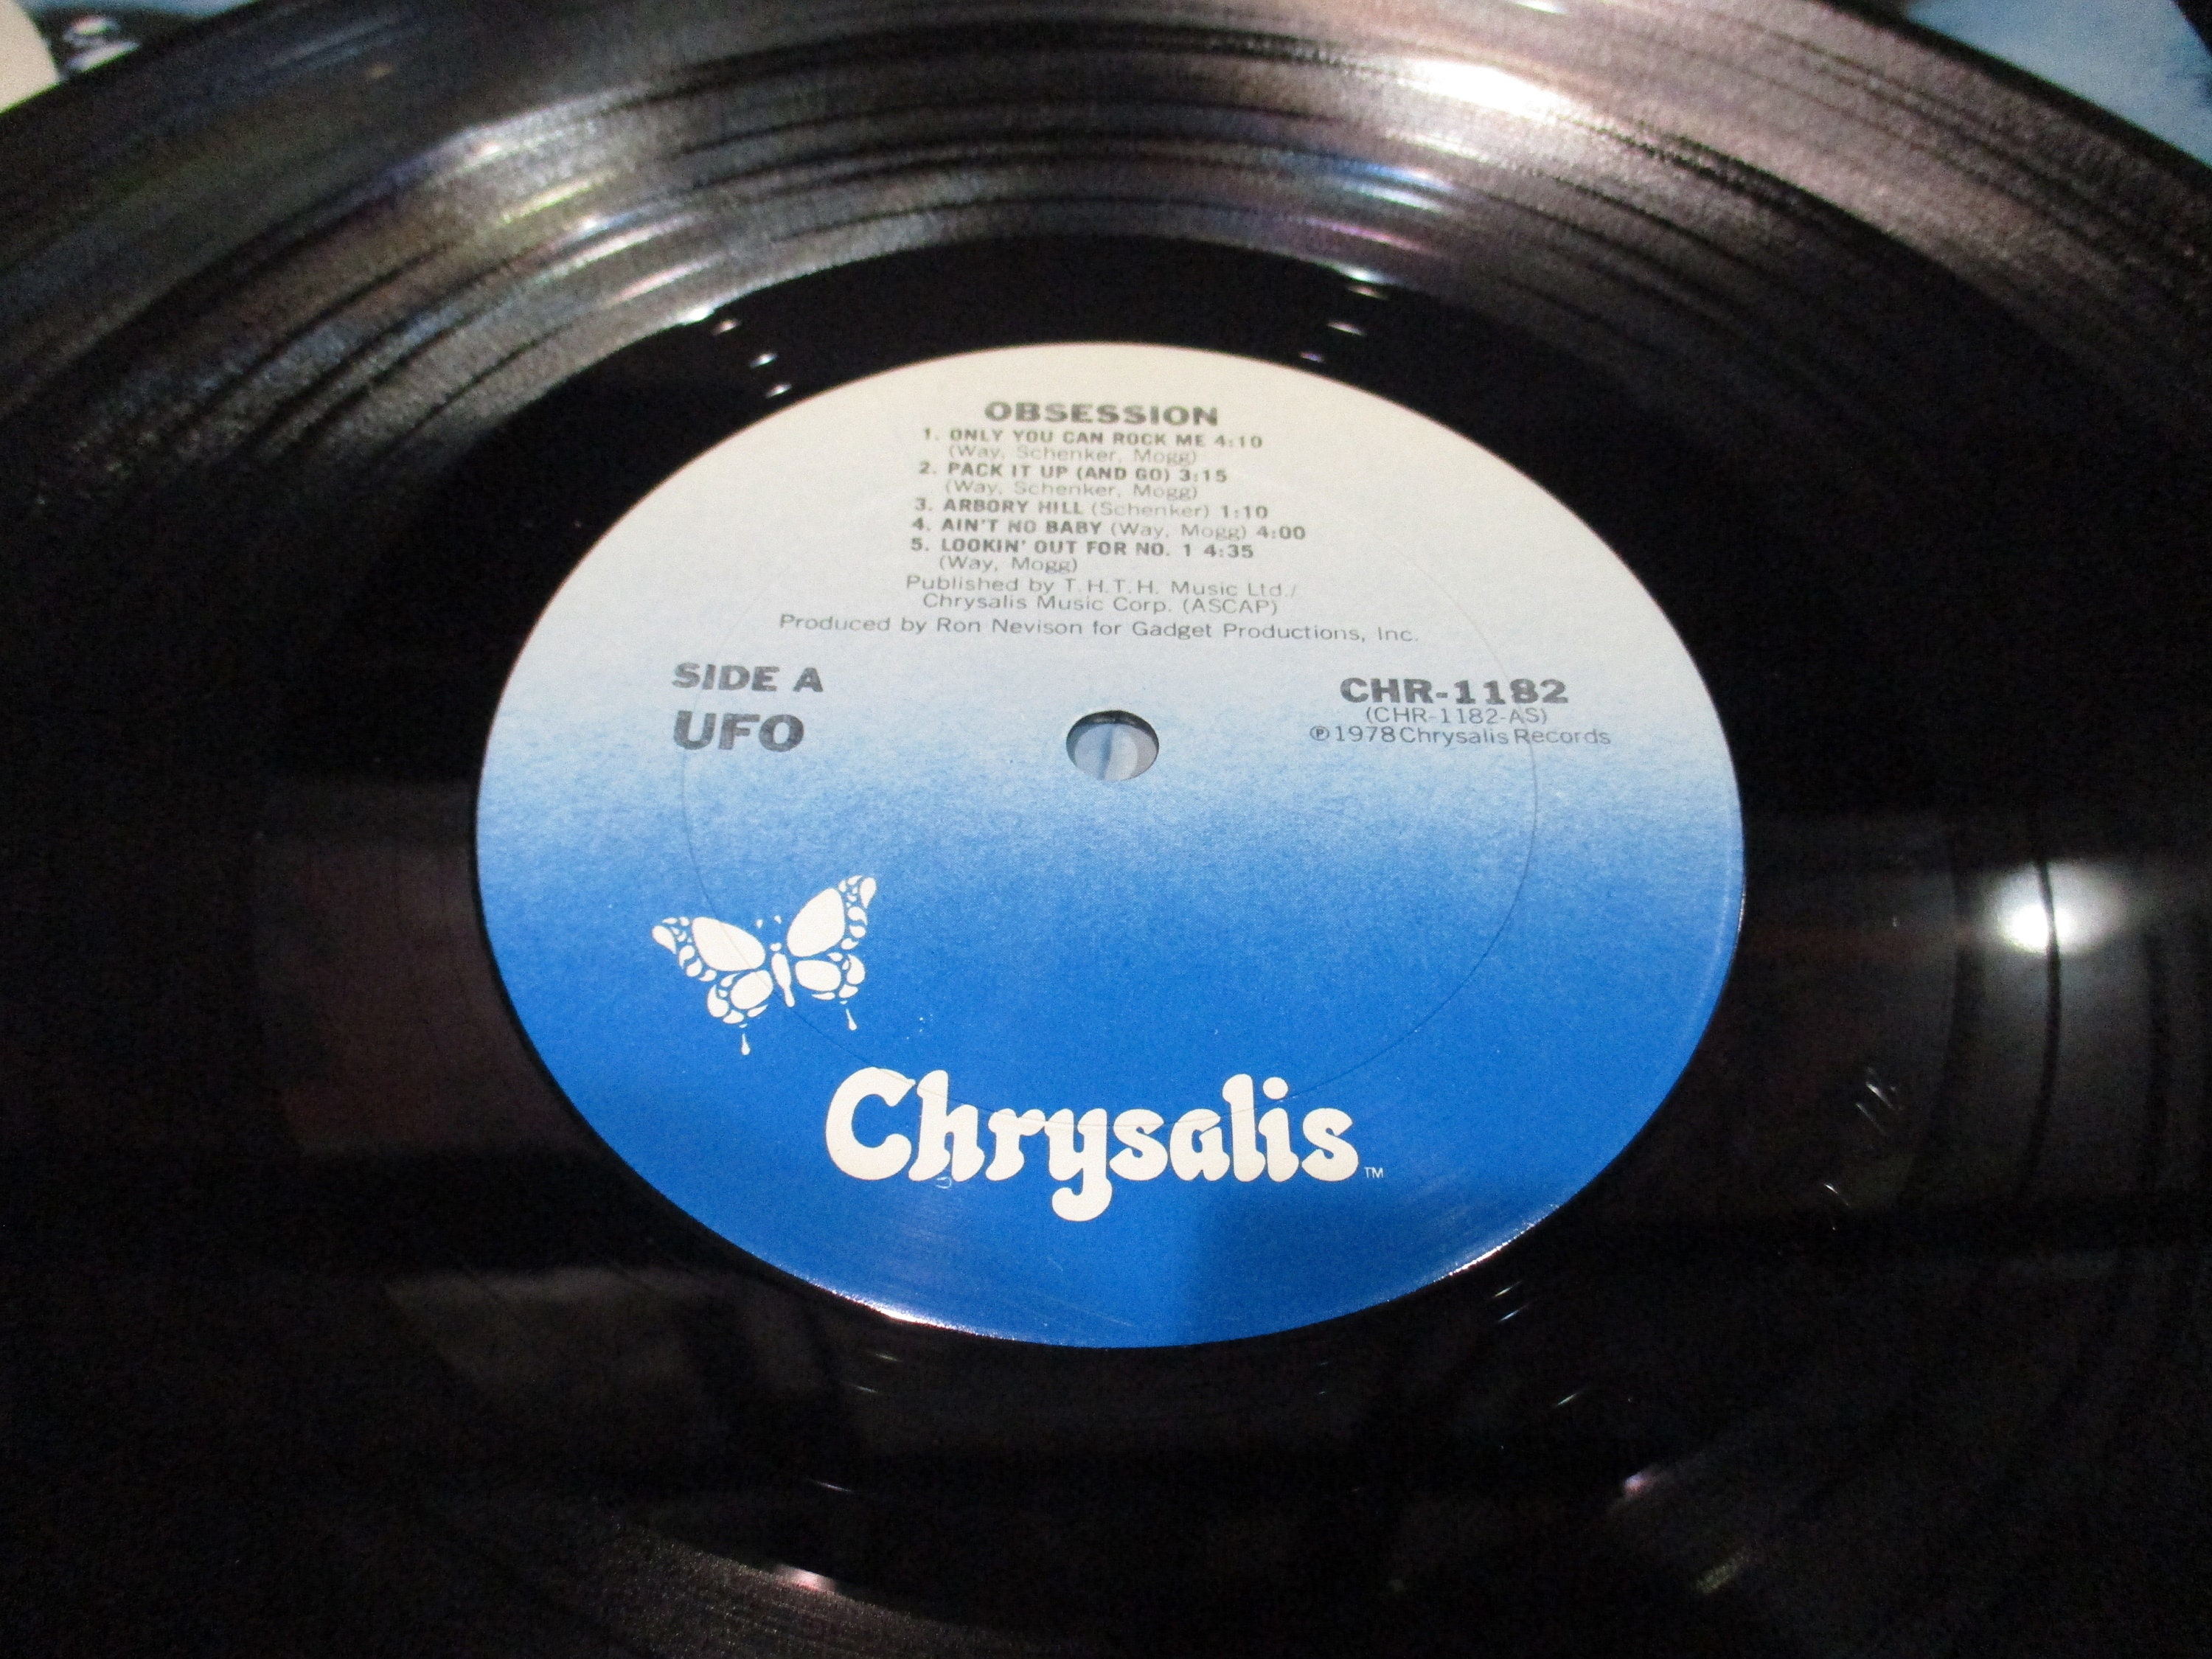 OBSESSION
1. ONLY YOU CAN ROCK ME 4:10
(Way, Schenker, Mogg)
2. PACK IT UP (AND GO) 3:15
(Way, Schenker, Mogg)
3. ARBORY HILL (Schenker) 1:10
4. AIN'T NO BABY (Way, Mogg) 4:00
5. LOOKIN' OUT FOR NO. 1 4:35
(Way, Mogg)
Published by T.H.T.H. Music Ltd./
Chrysalis Music Corp. (ASCAP)
Produced by Ron Nevison for Gadget Productions, Inc.
SIDE A
UFO
CHR-1182
(CHR-1182-AS)
℗1978 Chrysalis Records
Chrysalis™